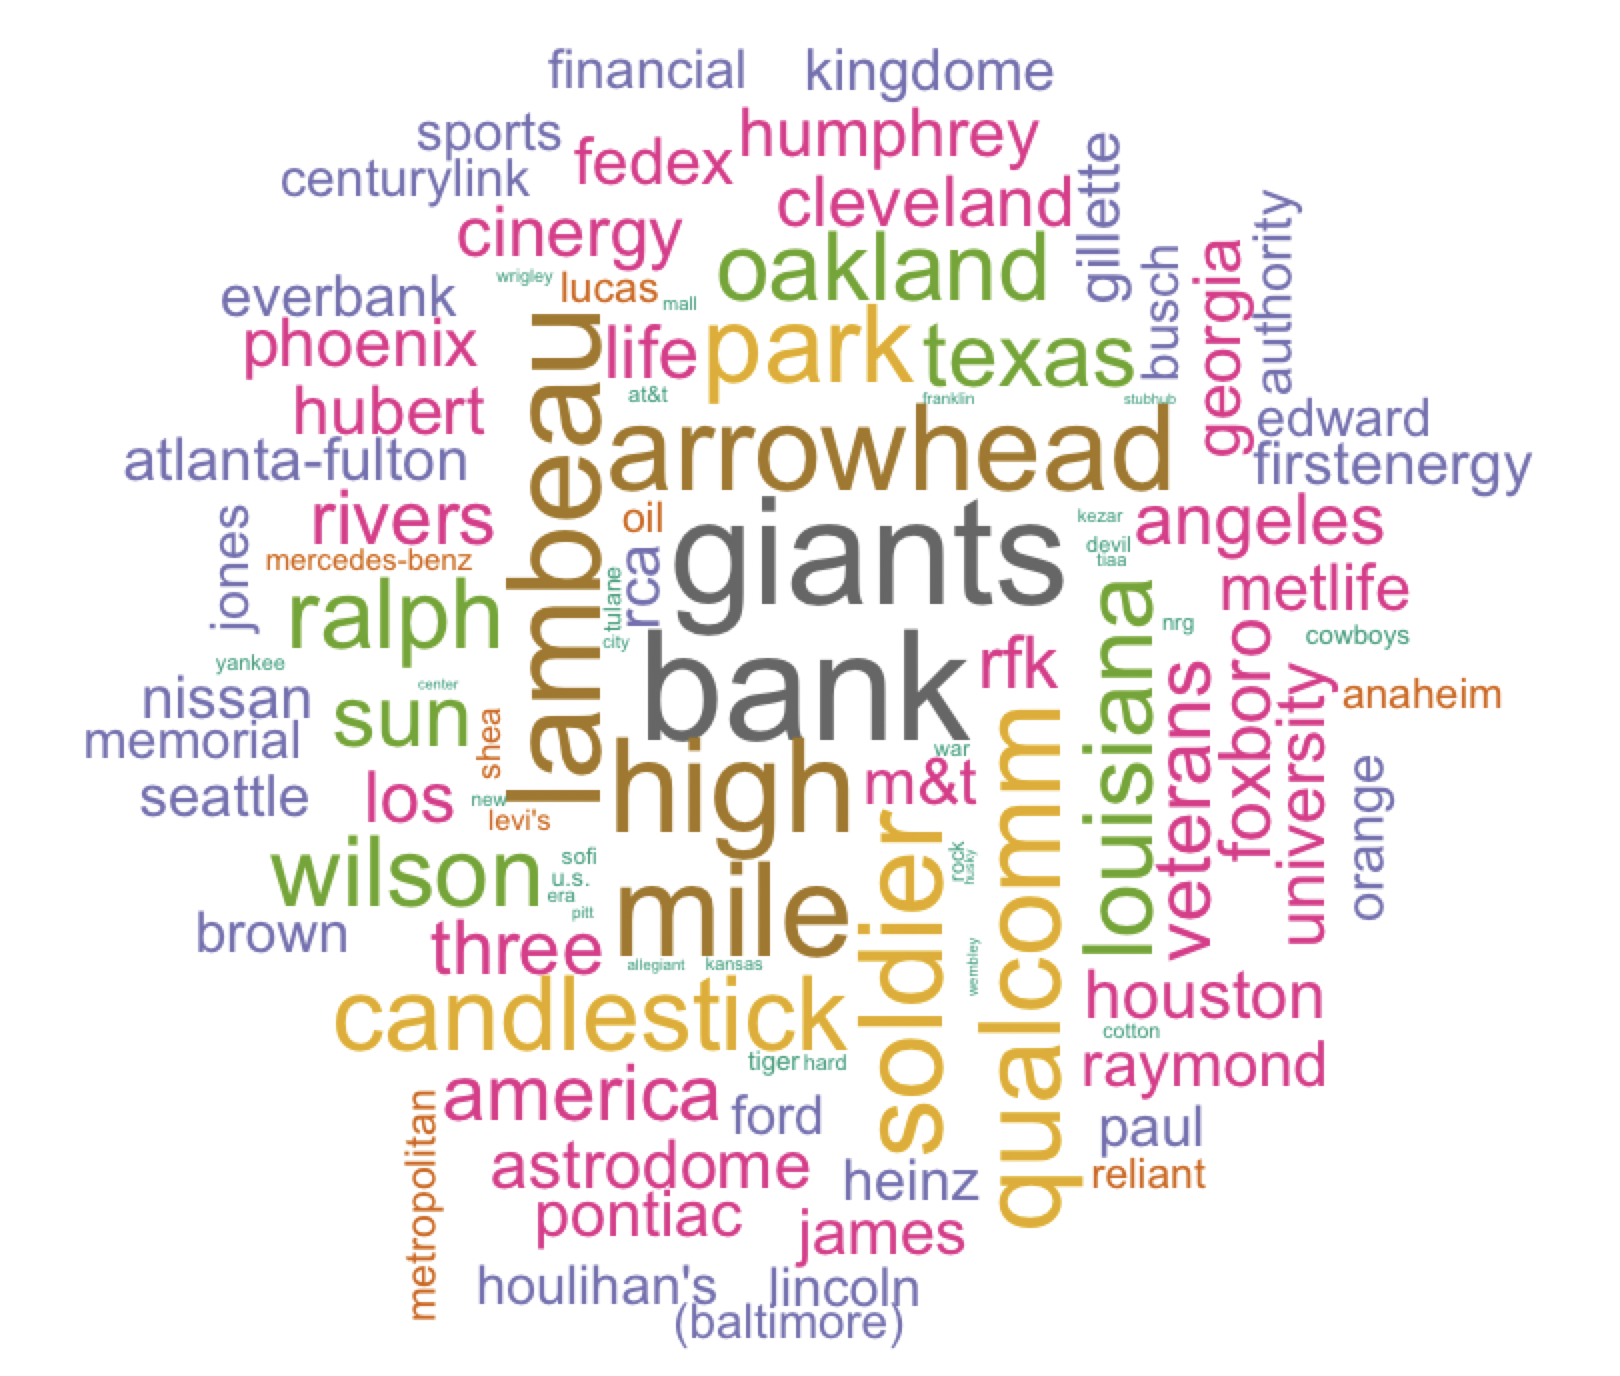 financial kingdome
sports fedex humphrey
centurylink cleveland gillette
cinergy oakland authority
wrigley lucas mall busch georgia
everbank life park texas
phoenix at&t franklin stubhub
hubert lambeau arrowhead edward
atlanta-fulton firstenergy
jones rivers oil giants kezar angeles
mercedes-benz rca devil
tiaa
ralph tulane metlife
city nrg cowboys
yankee bank rfk louisiana veterans foxboro university
nissan center anaheim
sun shea
memorial high war
seattle los new m&t qualcomm orange
levi's
wilson sofi soldier rock husky
u.s.
era mile
brown pitt
three allegiant kansas wembley
candlestick houston
cotton
tiger hard raymond
metropolitan america ford paul
astrodome heinz reliant
pontiac james
houlihan's lincoln
(baltimore)